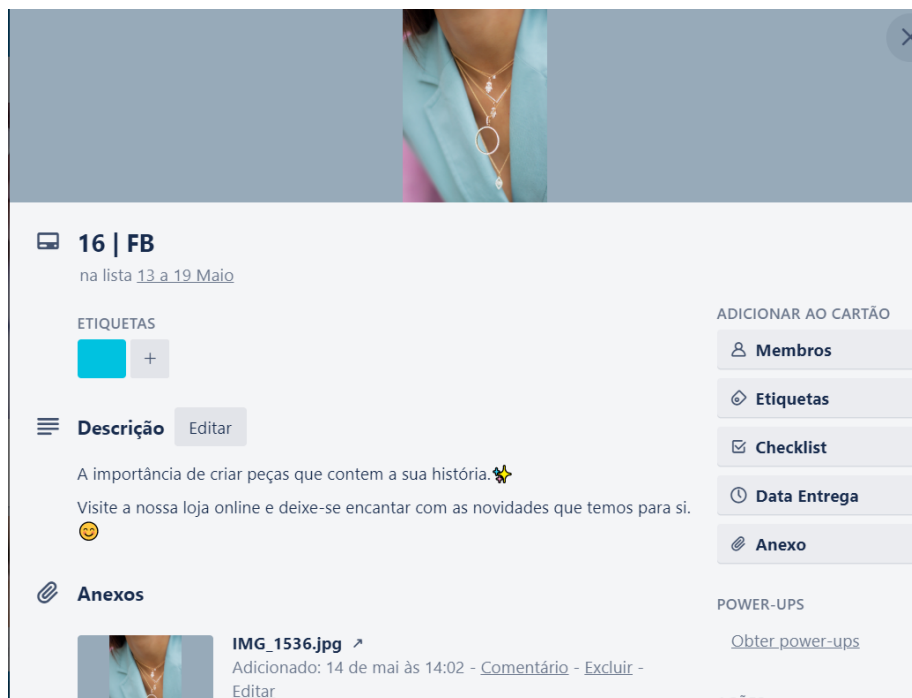 16 | FB
na lista 13 a 19 Maio
ETIQUETAS
+
Descrição
Editar
A importância de criar peças que contem a sua história.✨
Visite a nossa loja online e deixe-se encantar com as novidades que temos para si.
😊
Anexos
IMG_1536.jpg ↗
Adicionado: 14 de mai às 14:02 - Comentário - Excluir -
Editar
ADICIONAR AO CARTÃO
Membros
Etiquetas
Checklist
Data Entrega
Anexo
POWER-UPS
Obter power-ups